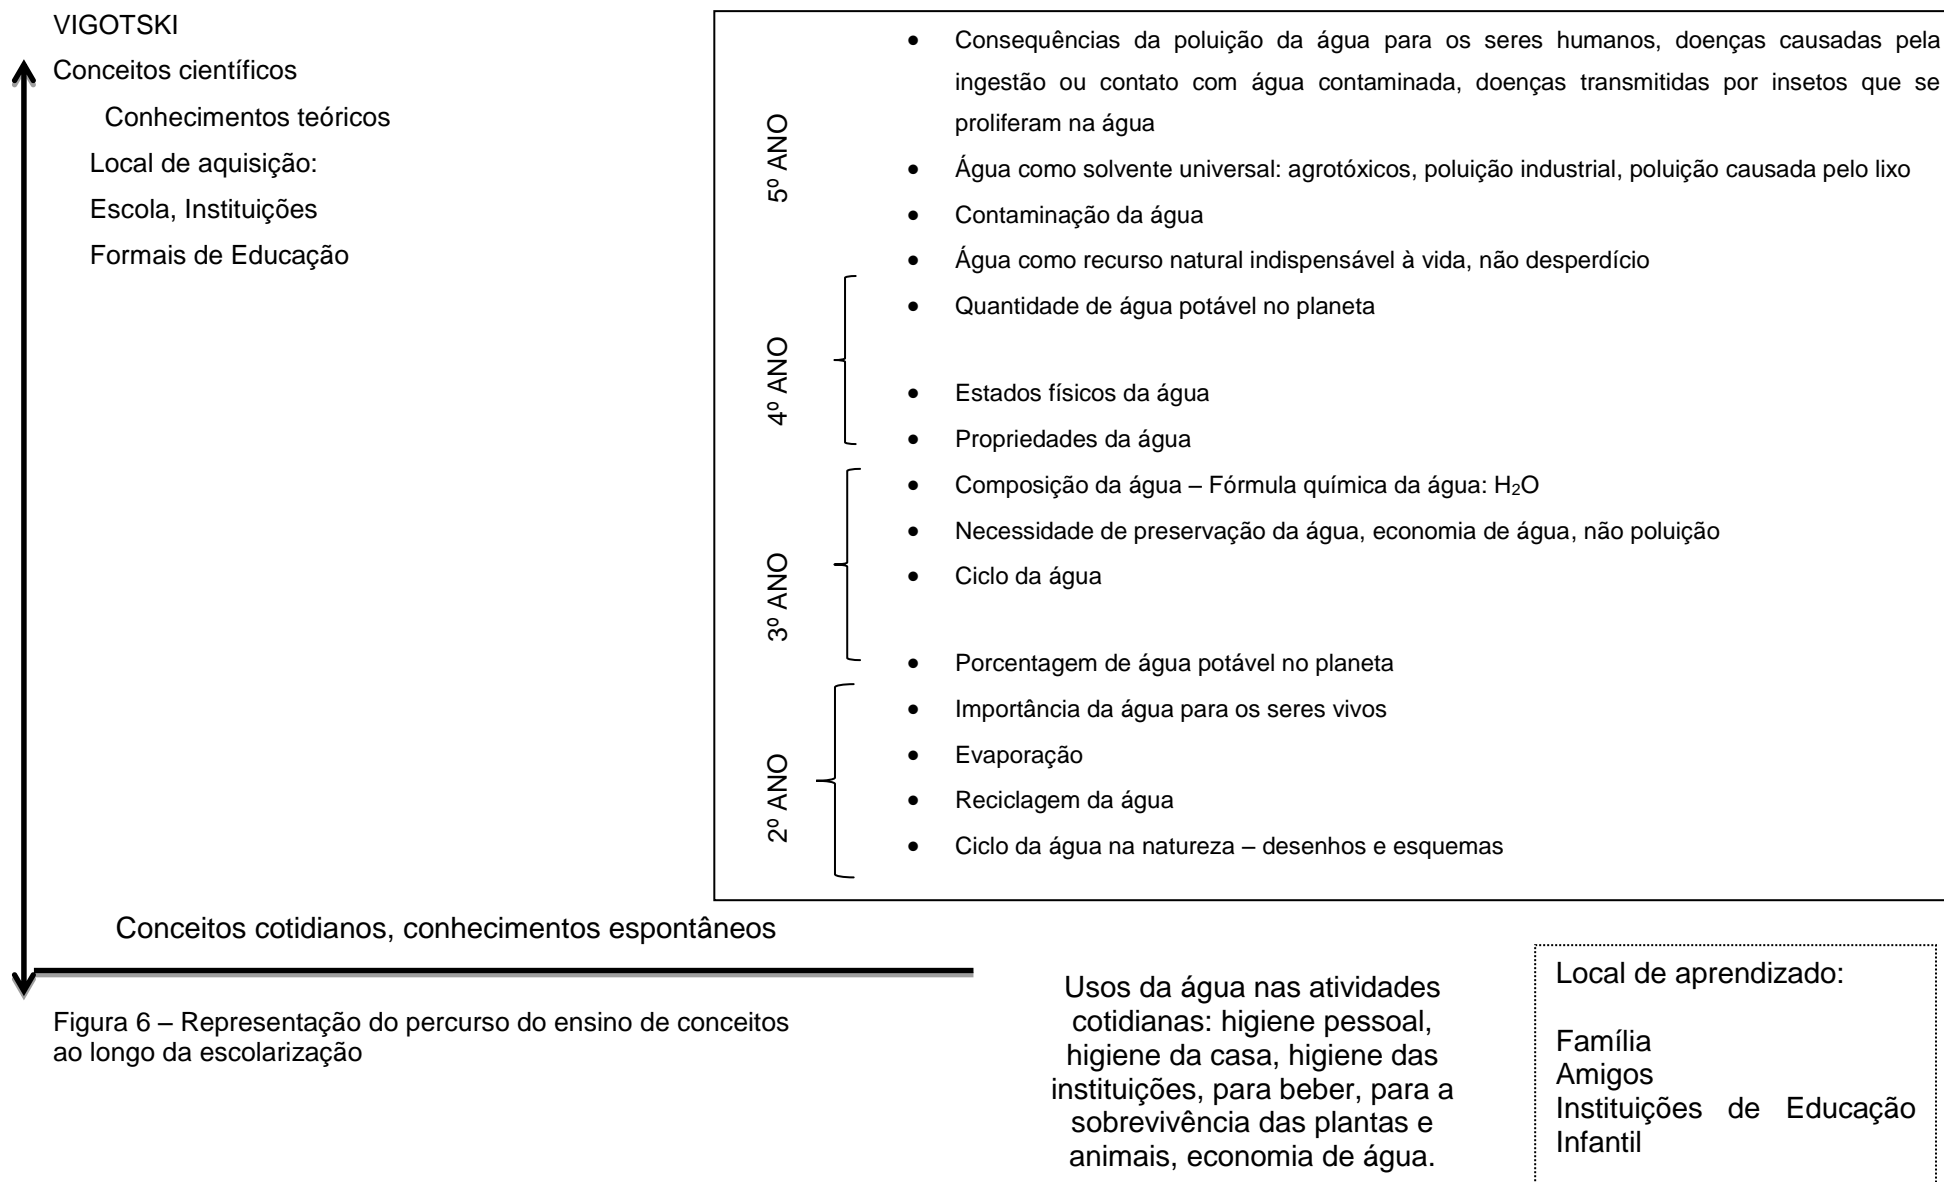 VIGOTSKI
Conceitos científicos
Conhecimentos teóricos
Local de aquisição:
Escola, Instituições
Formais de Educação
5º ANO
• Consequências da poluição da água para os seres humanos, doenças causadas pela
ingestão ou contato com água contaminada, doenças transmitidas por insetos que se
proliferam na água
• Água como solvente universal: agrotóxicos, poluição industrial, poluição causada pelo lixo
• Contaminação da água
• Água como recurso natural indispensável à vida, não desperdício
4º ANO
• Quantidade de água potável no planeta
• Estados físicos da água
• Propriedades da água
3º ANO
• Composição da água – Fórmula química da água: H₂O
• Necessidade de preservação da água, economia de água, não poluição
• Ciclo da água
• Porcentagem de água potável no planeta
2º ANO
• Importância da água para os seres vivos
• Evaporação
• Reciclagem da água
• Ciclo da água na natureza – desenhos e esquemas
Conceitos cotidianos, conhecimentos espontâneos
Figura 6 – Representação do percurso do ensino de conceitos
ao longo da escolarização
Usos da água nas atividades
cotidianas: higiene pessoal,
higiene da casa, higiene das
instituições, para beber, para a
sobrevivência das plantas e
animais, economia de água.
Local de aprendizado:
Família
Amigos
Instituições de Educação
Infantil